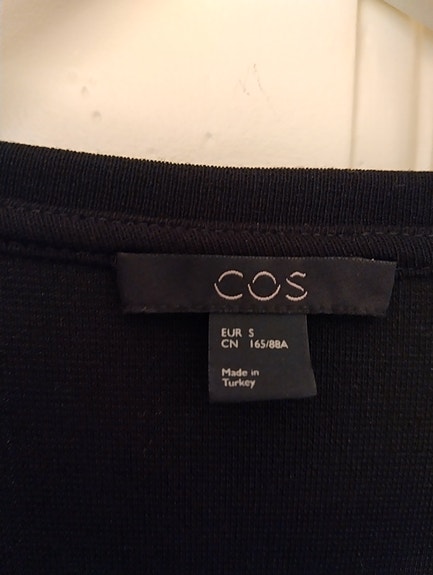 COS
EUR S
CN 165/88A
Made in
Turkey